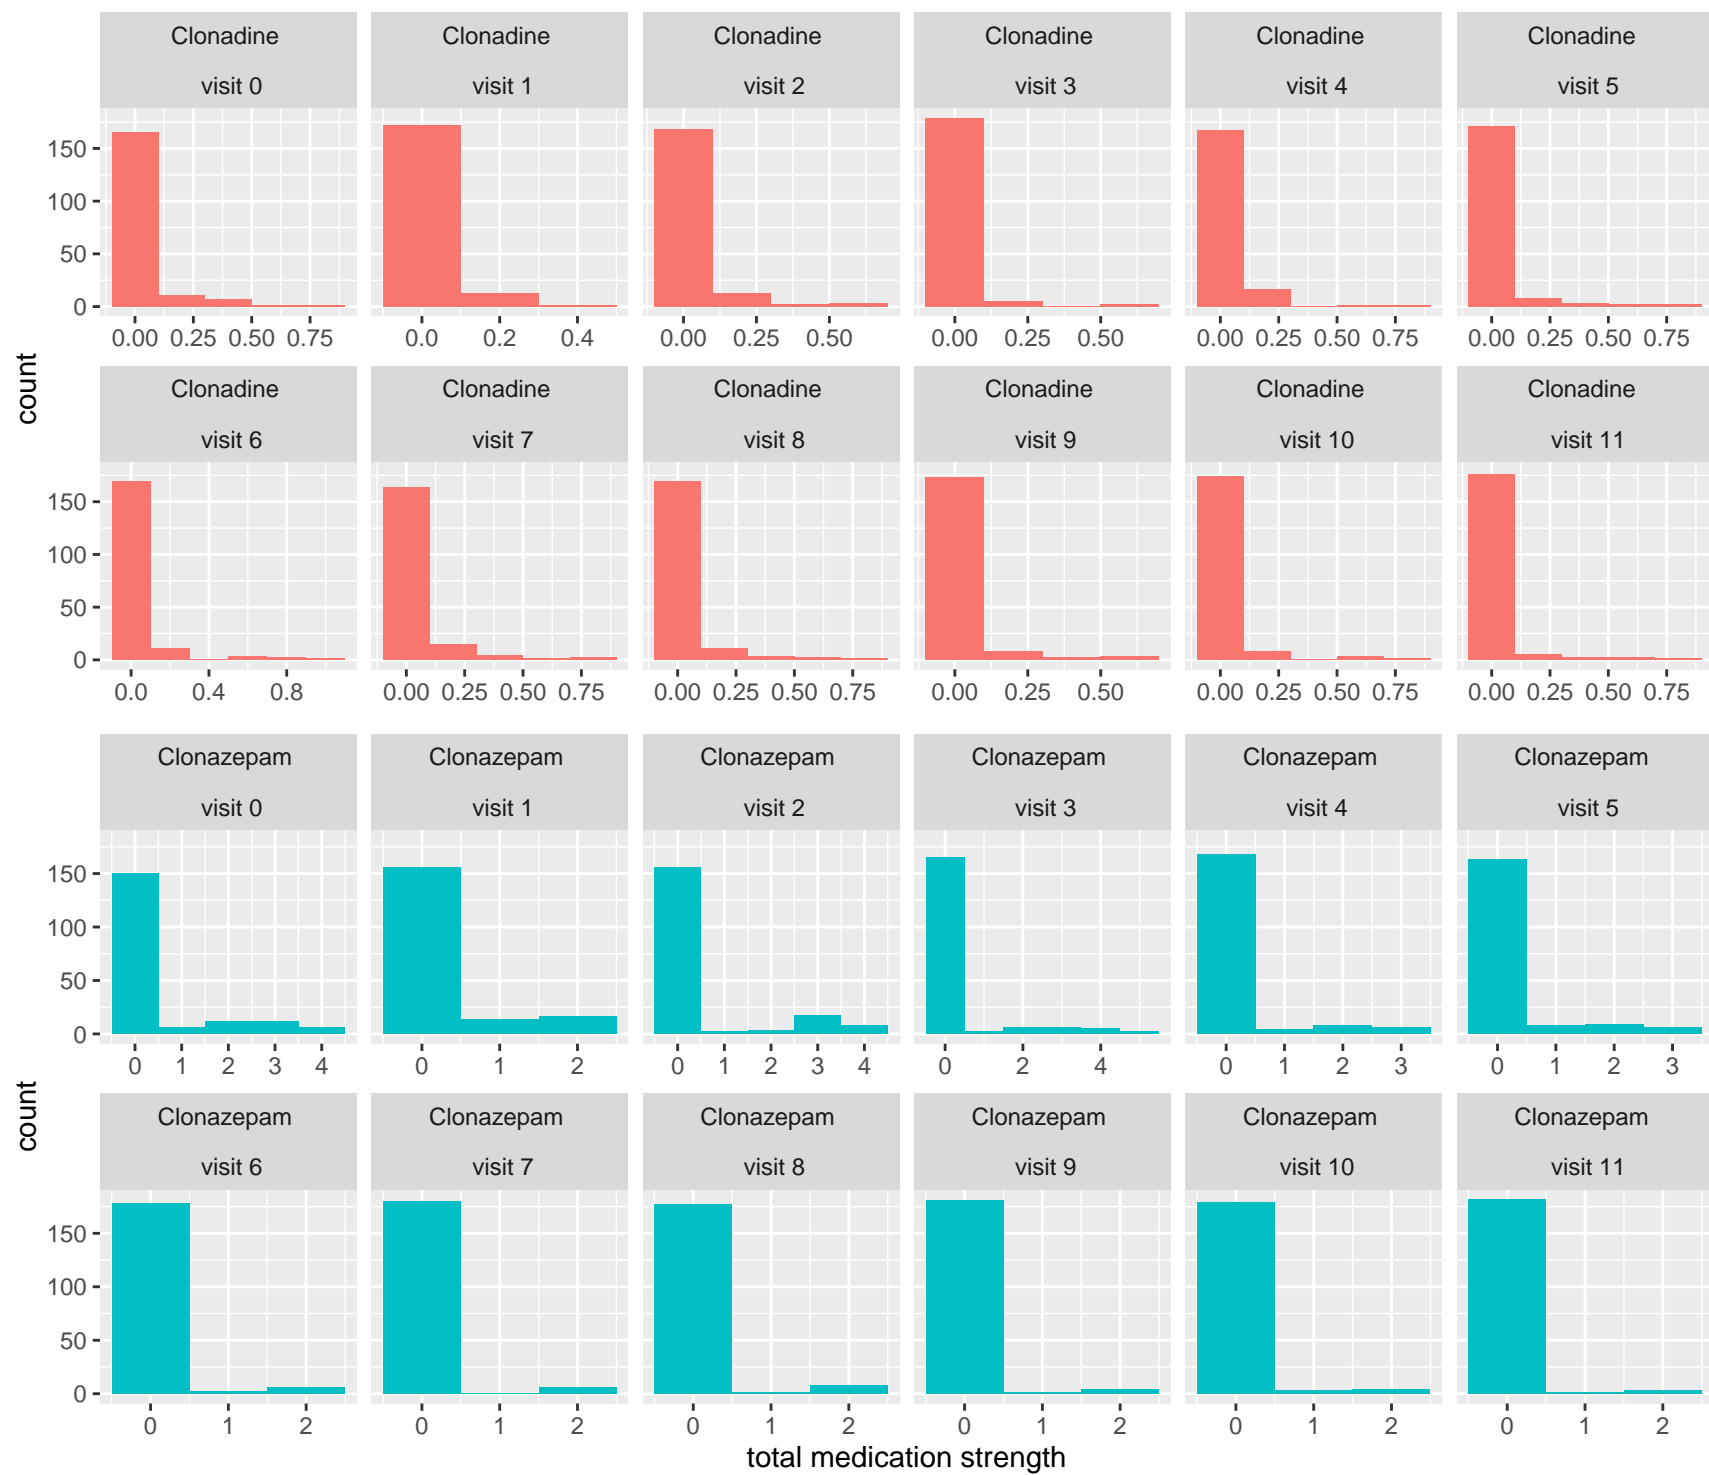 Clonadine Clonadine Clonadine Clonadine Clonadine Clonadine
visit 0 visit 1 visit 2 visit 3 visit 4 visit 5
150
100
50
0
0.00 0.25 0.50 0.75 0.0 0.2 0.4 0.00 0.25 0.50 0.00 0.25 0.50 0.00 0.25 0.50 0.75 0.00 0.25 0.50 0.75
count
Clonadine Clonadine Clonadine Clonadine Clonadine Clonadine
visit 6 visit 7 visit 8 visit 9 visit 10 visit 11
150
100
50
0
0.0 0.4 0.8 0.00 0.25 0.50 0.75 0.00 0.25 0.50 0.75 0.00 0.25 0.50 0.00 0.25 0.50 0.75 0.00 0.25 0.50 0.75
Clonazepam Clonazepam Clonazepam Clonazepam Clonazepam Clonazepam
visit 0 visit 1 visit 2 visit 3 visit 4 visit 5
150
100
50
0
0 1 2 3 4 0 1 2 0 1 2 3 4 0 2 4 0 1 2 3 0 1 2 3
count
Clonazepam Clonazepam Clonazepam Clonazepam Clonazepam Clonazepam
visit 6 visit 7 visit 8 visit 9 visit 10 visit 11
150
100
50
0
0 1 2 0 1 2 0 1 2 0 1 2 0 1 2 0 1 2
total medication strength